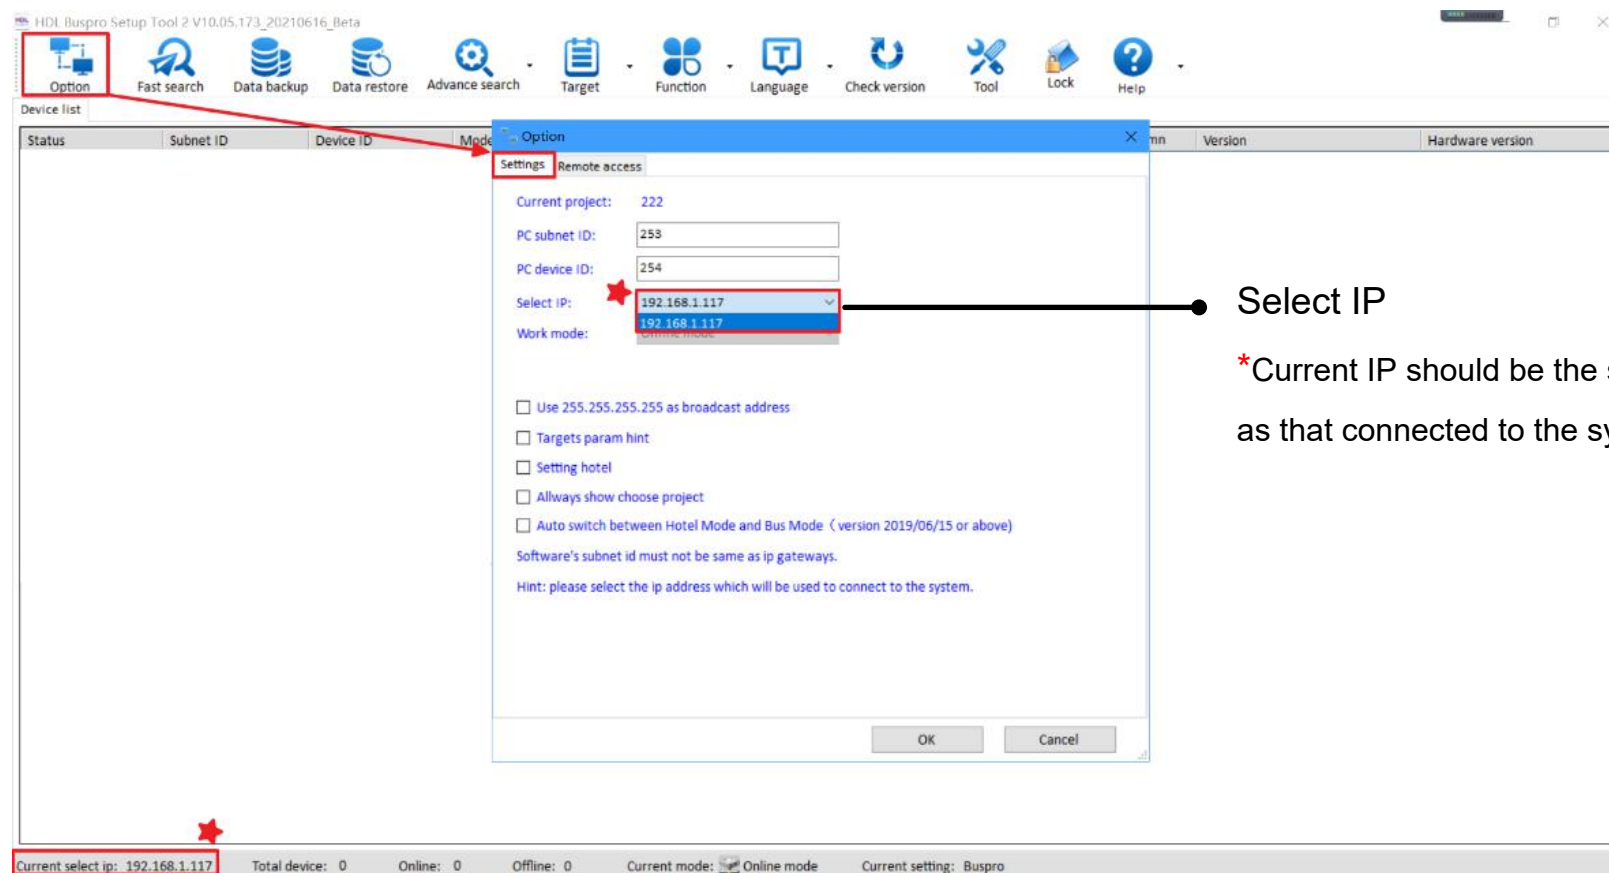 HDL Buspro Setup Tool 2 V10.05.173_20210616_Beta
Option Fast search Data backup Data restore Advance search Target Function Language Check version Tool Lock Help
Device list
Status Subnet ID Device ID Mode mn Version Hardware version
Option
Settings Remote access
Current project: 222
PC subnet ID: 253
PC device ID: 254
Select IP: 192.168.1.117
192.168.1.117
Work mode: Online mode
Use 255.255.255.255 as broadcast address
Targets param hint
Setting hotel
Allways show choose project
Auto switch between Hotel Mode and Bus Mode（version 2019/06/15 or above)
Software's subnet id must not be same as ip gateways.
Hint: please select the ip address which will be used to connect to the system.
OK Cancel
Select IP
*Current IP should be the s
as that connected to the sy
Current select ip: 192.168.1.117 Total device: 0 Online: 0 Offline: 0 Current mode: Online mode Current setting: Buspro